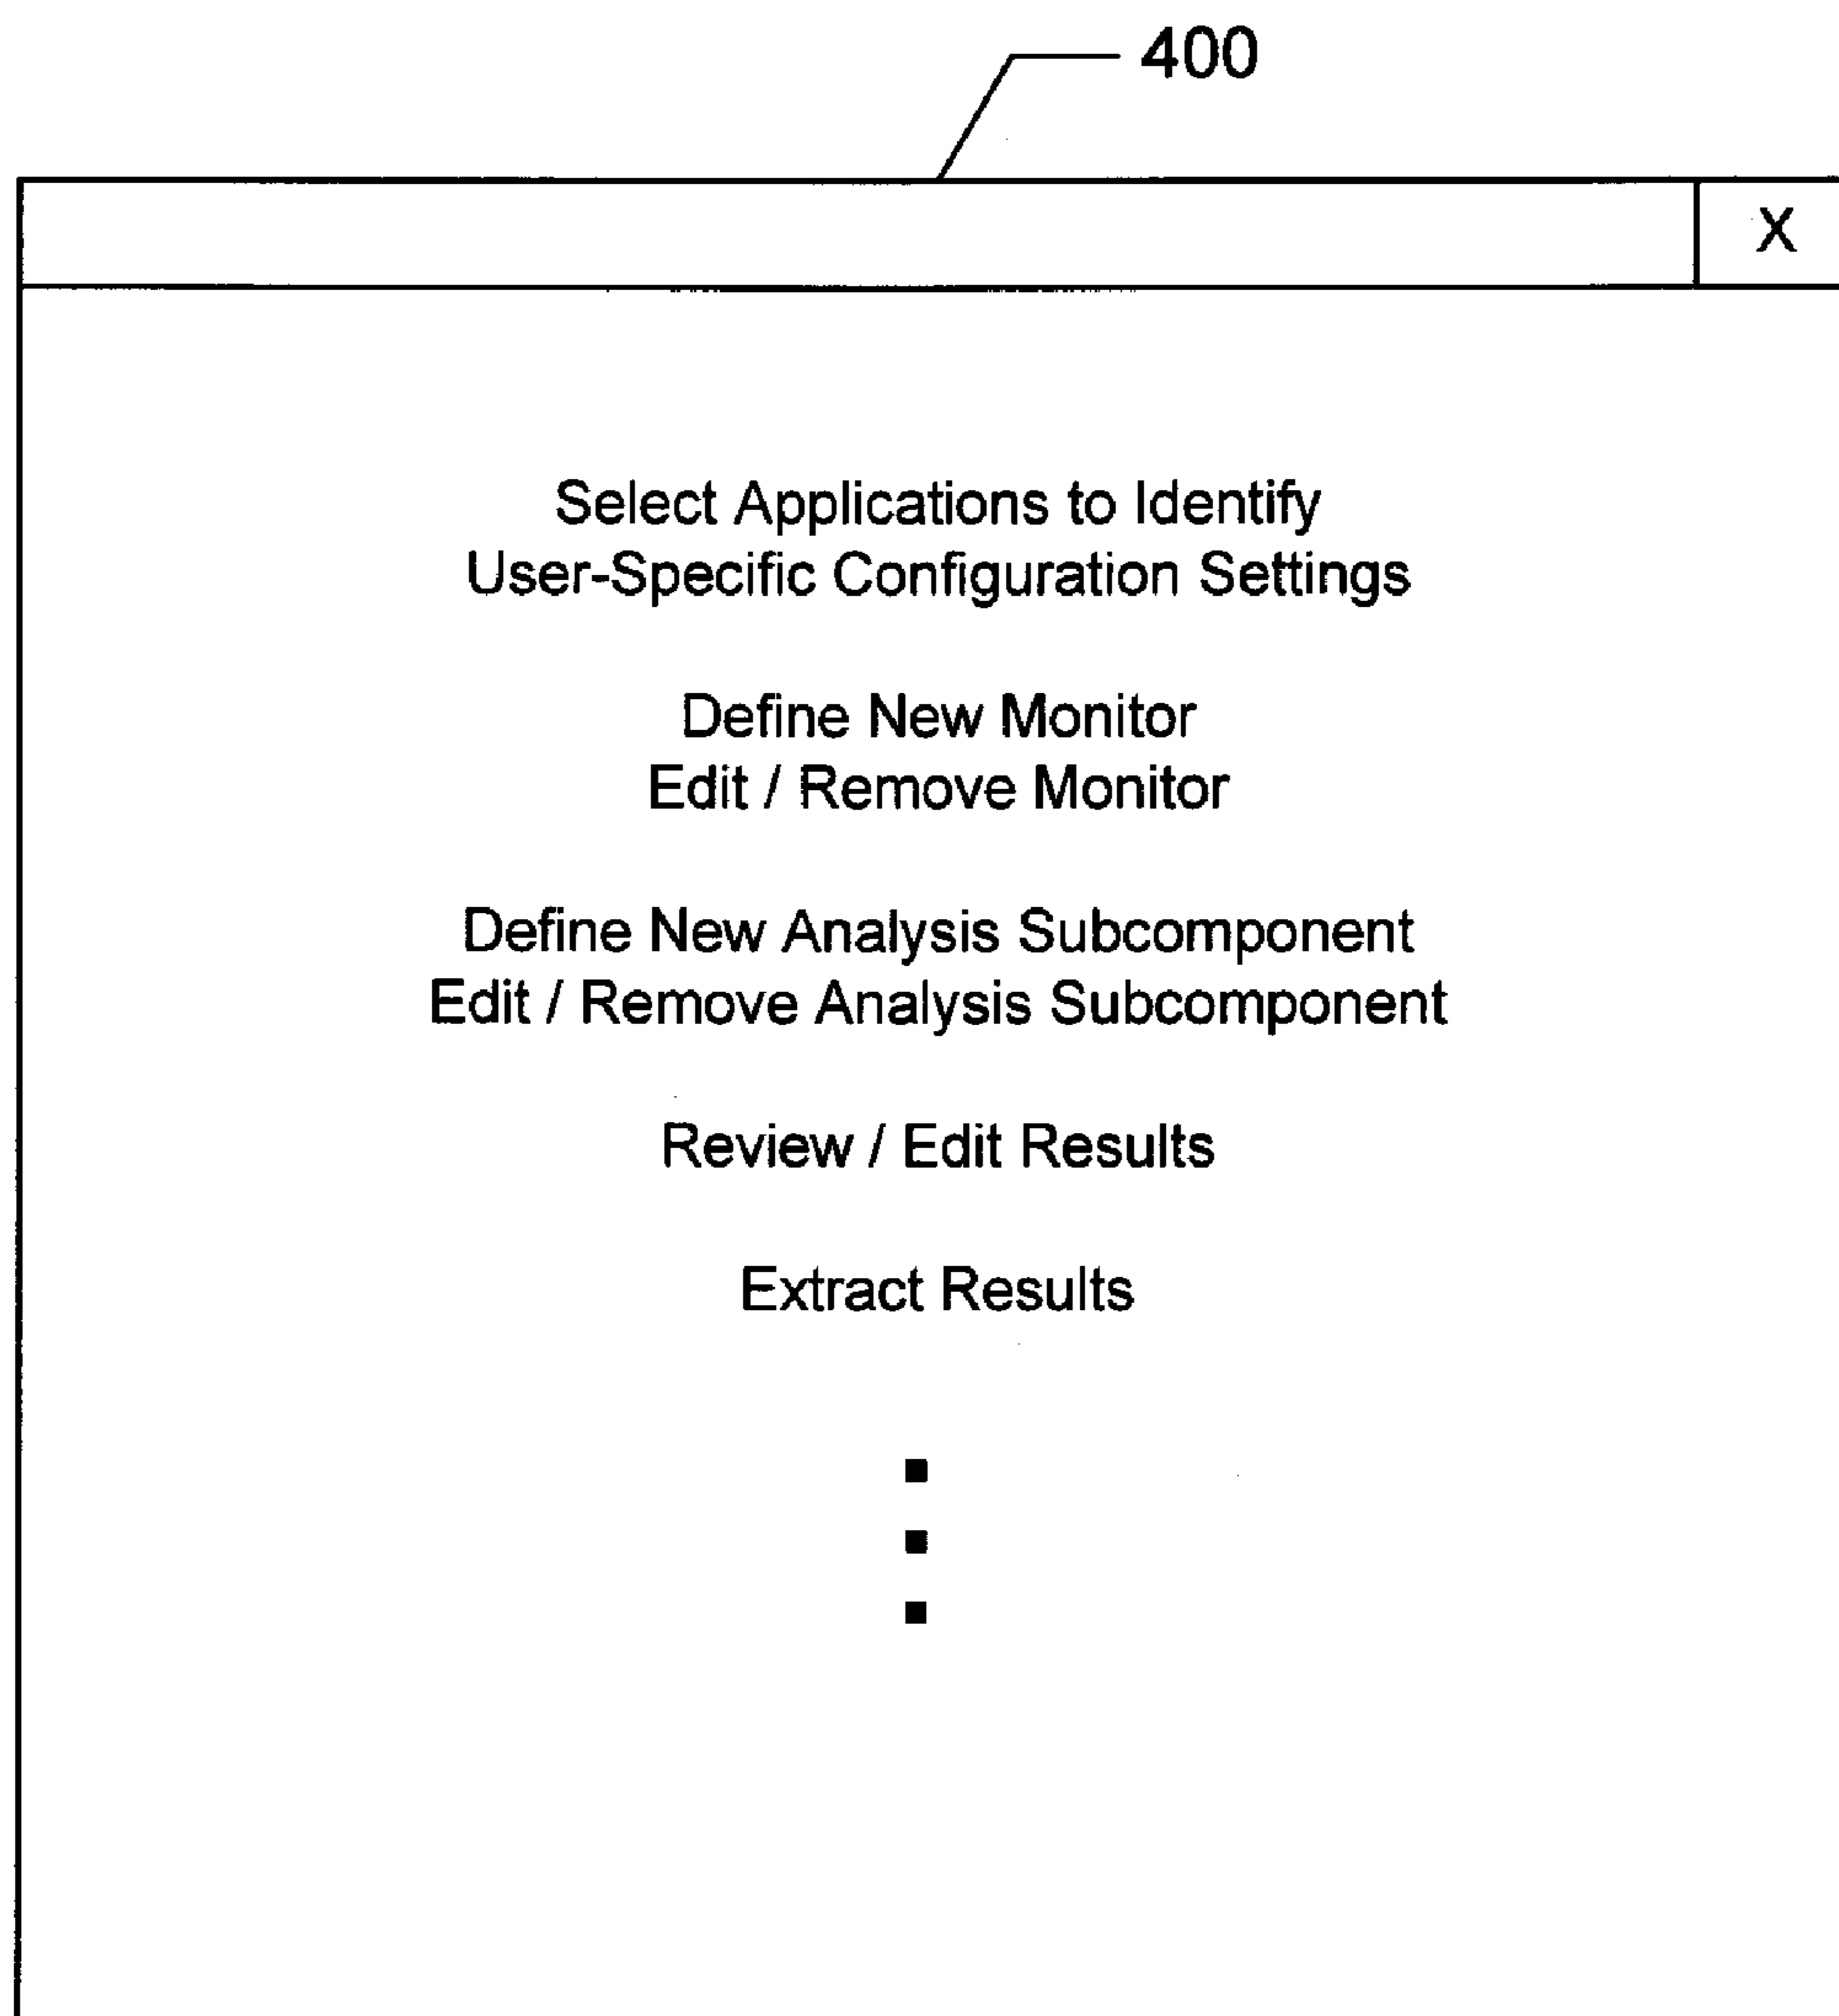 400
X
Select Applications to Identify
User-Specific Configuration Settings
Define New Monitor
Edit / Remove Monitor
Define New Analysis Subcomponent
Edit / Remove Analysis Subcomponent
Review / Edit Results
Extract Results